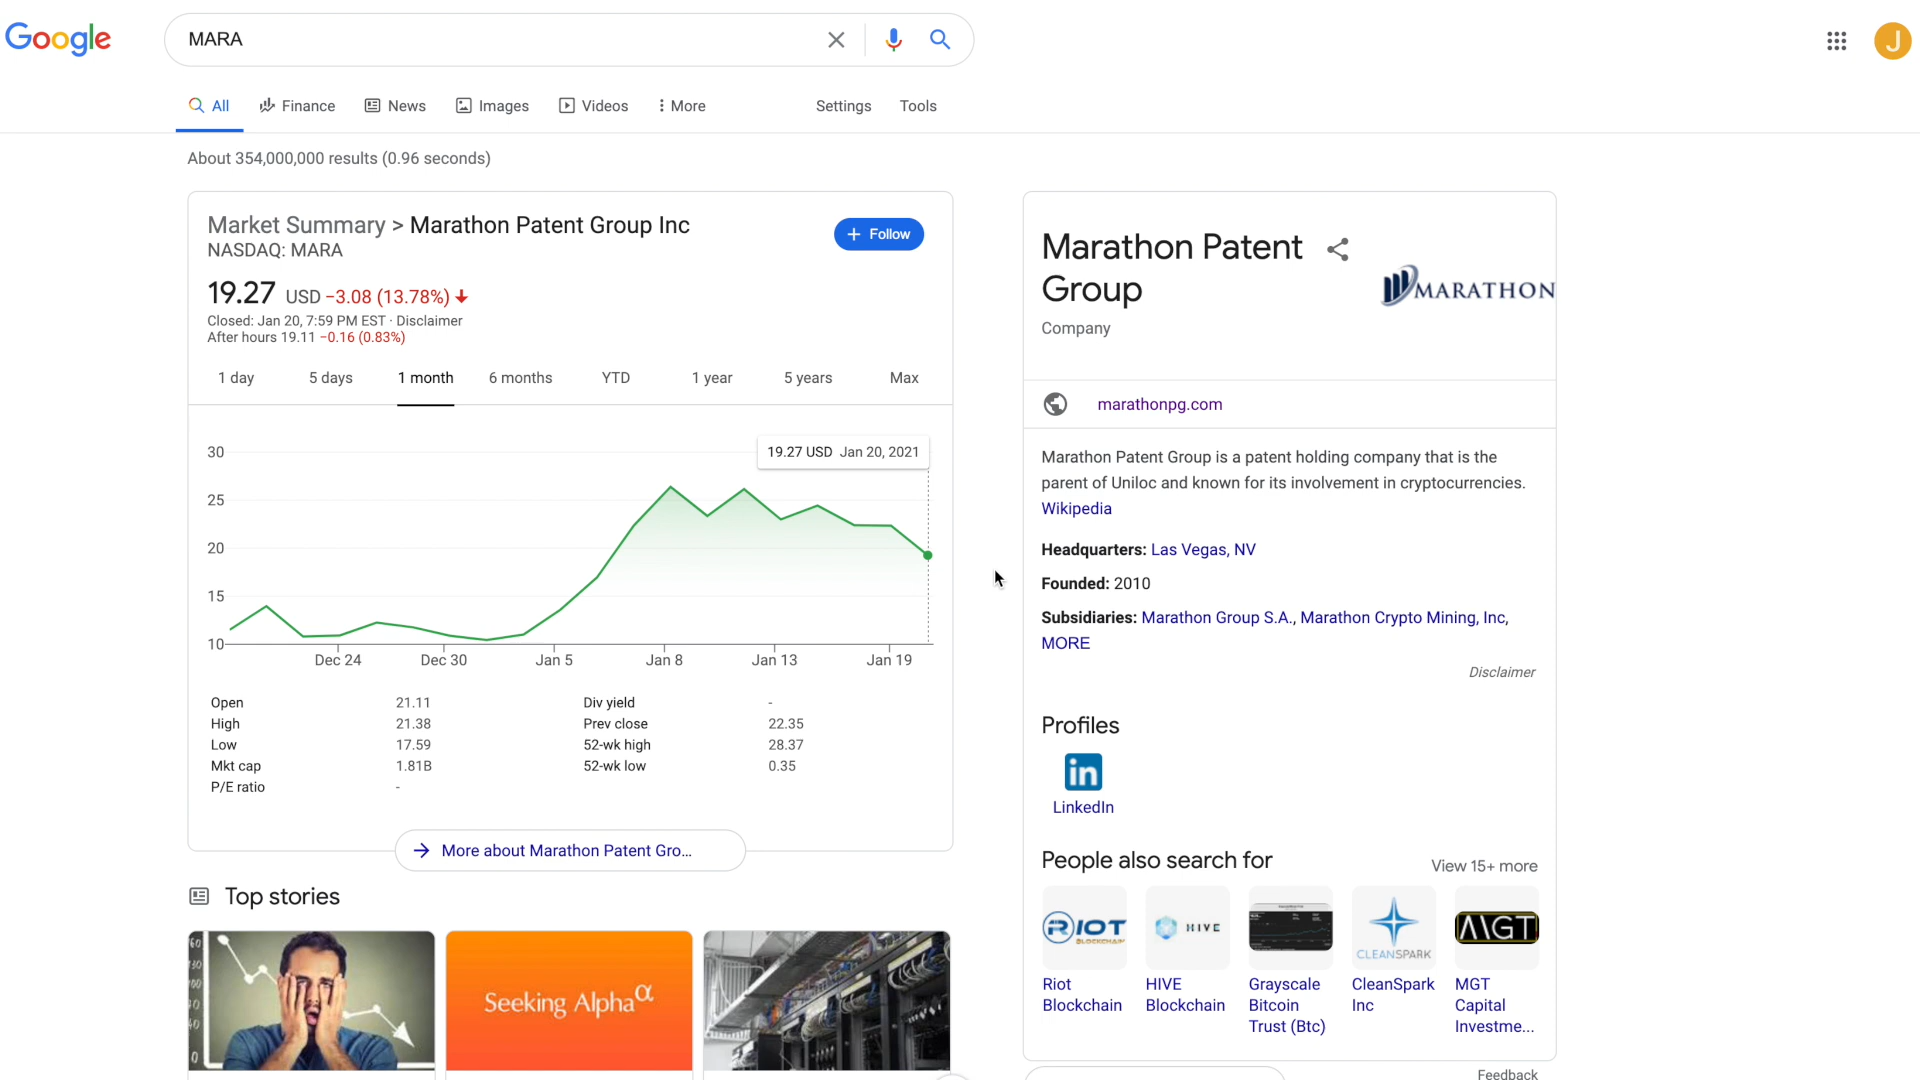 Google
MARA
J
All
Finance
News
Images
Videos
More
Settings
Tools
About 354,000,000 results (0.96 seconds)
Market Summary > Marathon Patent Group Inc
NASDAQ: MARA
+ Follow
19.27 USD −3.08 (13.78%)
Closed: Jan 20, 7:59 PM EST · Disclaimer
After hours 19.11 −0.16 (0.83%)
1 day
5 days
1 month
6 months
YTD
1 year
5 years
Max
19.27 USD Jan 20, 2021
30
25
20
15
10
Dec 24
Dec 30
Jan 5
Jan 8
Jan 13
Jan 19
Open 21.11
High 21.38
Low 17.59
Mkt cap 1.81B
P/E ratio -
Div yield -
Prev close 22.35
52-wk high 28.37
52-wk low 0.35
More about Marathon Patent Gro...
Top stories
Seeking Alpha α
Marathon Patent
Group
MARATHON
Company
marathonpg.com
Marathon Patent Group is a patent holding company that is the
parent of Uniloc and known for its involvement in cryptocurrencies.
Wikipedia
Headquarters: Las Vegas, NV
Founded: 2010
Subsidiaries: Marathon Group S.A., Marathon Crypto Mining, Inc,
MORE
Disclaimer
Profiles
in
LinkedIn
People also search for
View 15+ more
RIOT
BLOCKCHAIN
HIVE
CLEANSPARK
MGT
Riot
Blockchain
HIVE
Blockchain
Grayscale
Bitcoin
Trust (Btc)
CleanSpark
Inc
MGT
Capital
Investme...
Feedback